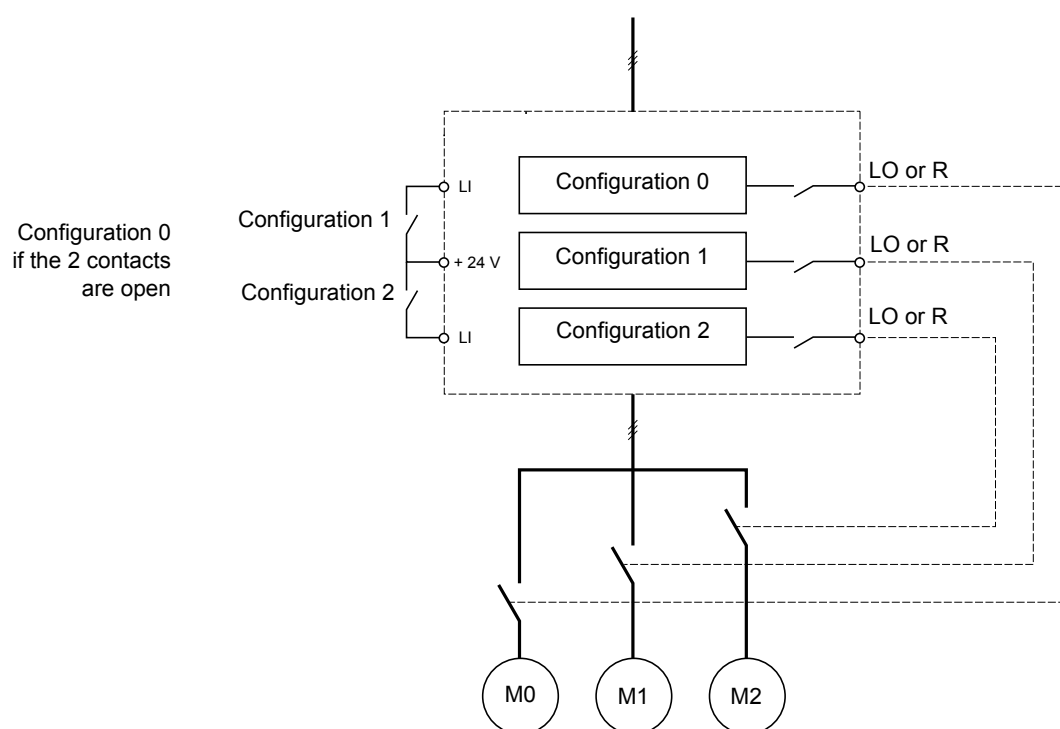 Configuration 0
LO or R
LI
Configuration 1
Configuration 0
if the 2 contacts
are open
+ 24 V
Configuration 1
LO or R
Configuration 2
LI
Configuration 2
LO or R
M0
M1
M2